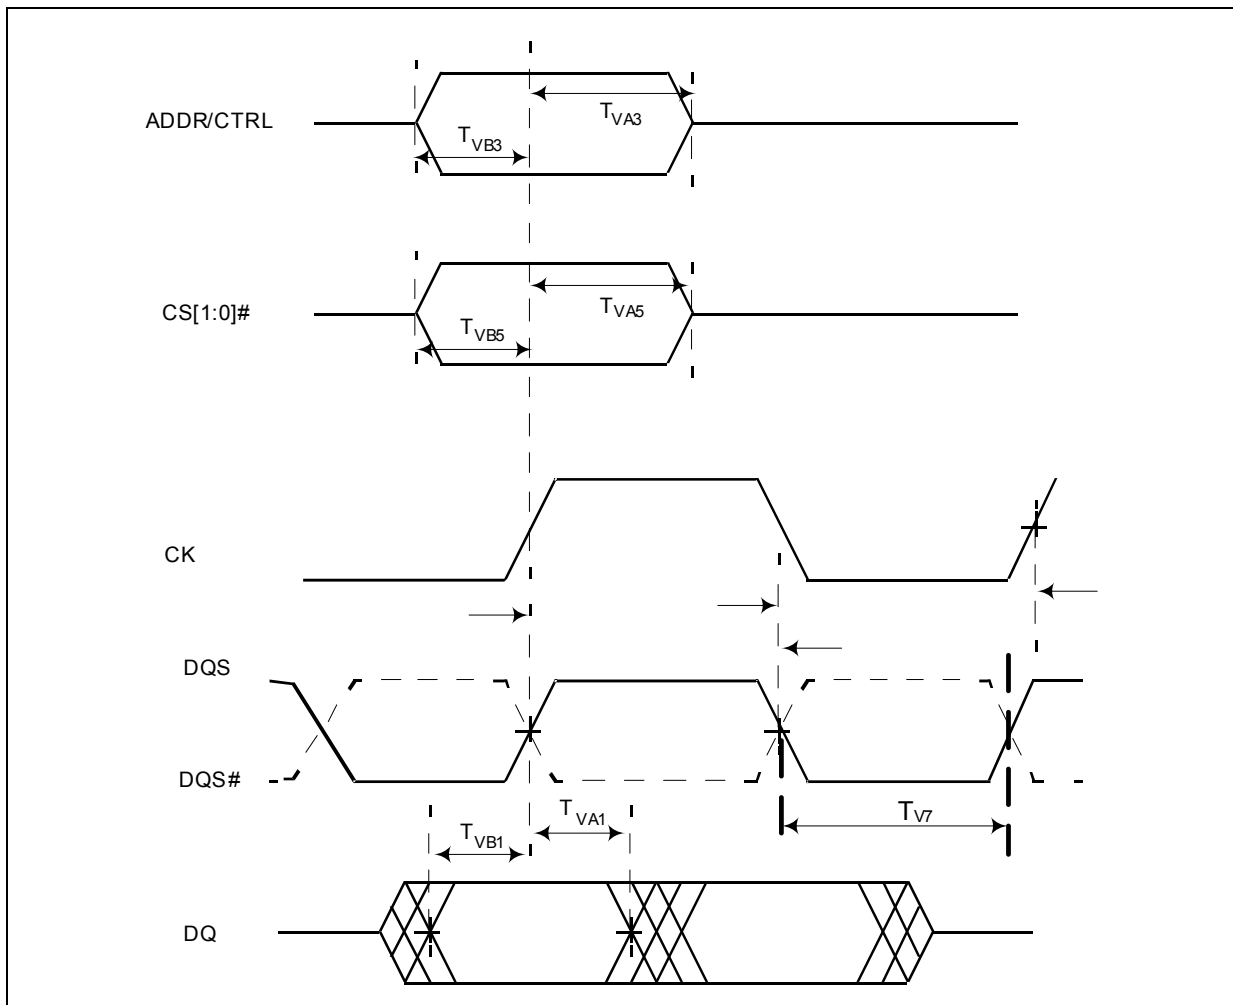 ADDR/CTRL
TVA3
TVB3
CS[1:0]#
TVA5
TVB5
CK
DQS
DQS#
TVA1
TVB1
TV7
DQ